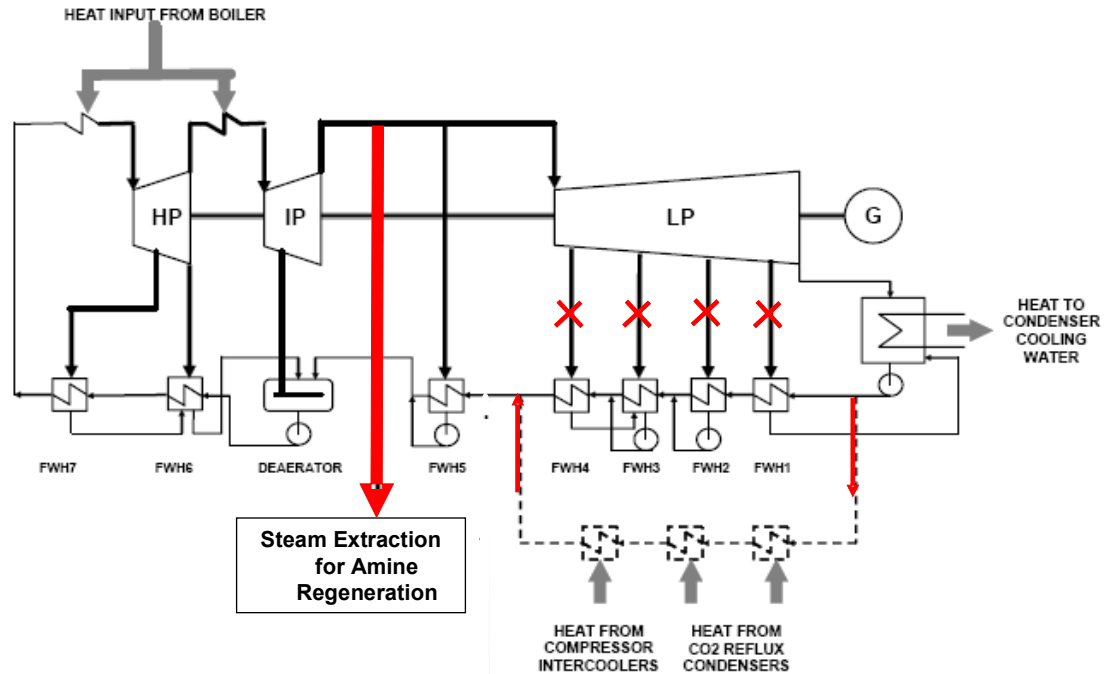 HEAT INPUT FROM BOILER
HP
IP
LP
G
HEAT TO
CONDENSER
COOLING
WATER
FWH7
FWH6
DEAERATOR
FWH5
FWH4
FWH3
FWH2
FWH1
Steam Extraction
for Amine
Regeneration
HEAT FROM
COMPRESSOR
INTERCOOLERS
HEAT FROM
CO2 REFLUX
CONDENSERS